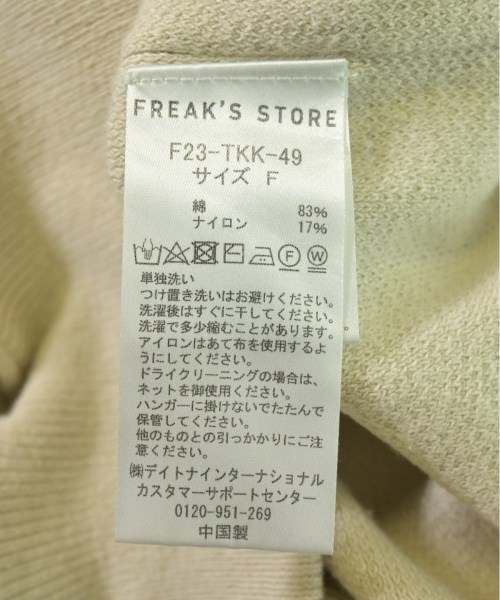 FREAK'S STORE
F23-TKK-49
サイズ F
綿 83%
ナイロン 17%
F W
単独洗い
つけ置き洗いはお避けください。
洗濯後はすぐに干してください。
洗濯で多少縮むことがあります。
アイロンはあて布を使用するよ
うにしてください。
ドライクリーニングの場合は、
ネットを御使用ください。
ハンガーに掛けないでたたんで
保管してください。
他のものとの引っかかりにご注
意ください。
㈱デイトナインターナショナル
カスタマーサポートセンター
0120-951-269
中国製